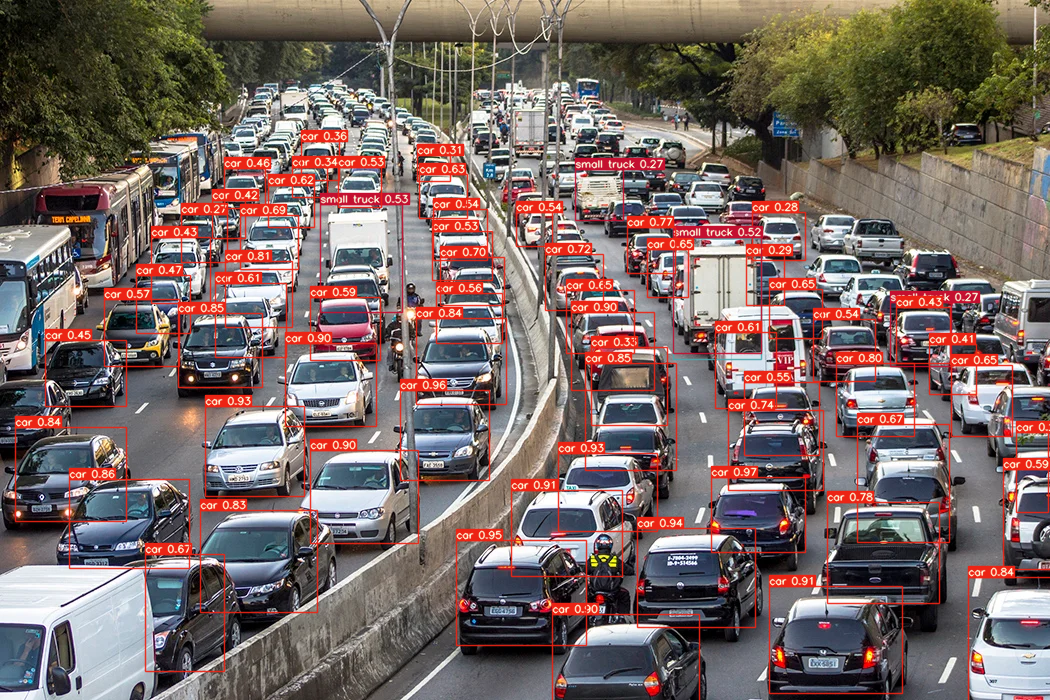 car 0.36
car 0.31
car 0.46
car 0.34
car 0.53
small truck 0.27
car 0.63
car 0.62
small truck 0.53
car 0.42
car 0.27
car 0.69
car 0.54
car 0.54
car 0.28
car 0.43
car 0.53
car 0.77
small truck 0.52
TERM. CAPELINHA
car 0.65
car 0.81
car 0.70
car 0.72
car 0.29
car 0.47
car 0.61
car 0.57
car 0.59
car 0.56
car 0.65
car 0.65
car 0.43
0.27
car 0.85
car 0.84
car 0.90
car 0.54
car 0.61
car 0.45
car 0.90
car 0.33
car 0.41
car 0.85
VIP
car 0.80
car 0.65
car 0.96
car 0.55
car 0.93
car 0.74
car 0.84
car 0.67
car 0.90
car 0.93
car 0.59
car 0.86
car 0.97
car 0.91
car 0.78
car 0.83
car 0.94
car 0.95
car 0.67
car 0.91
car 0.84
car 0.90